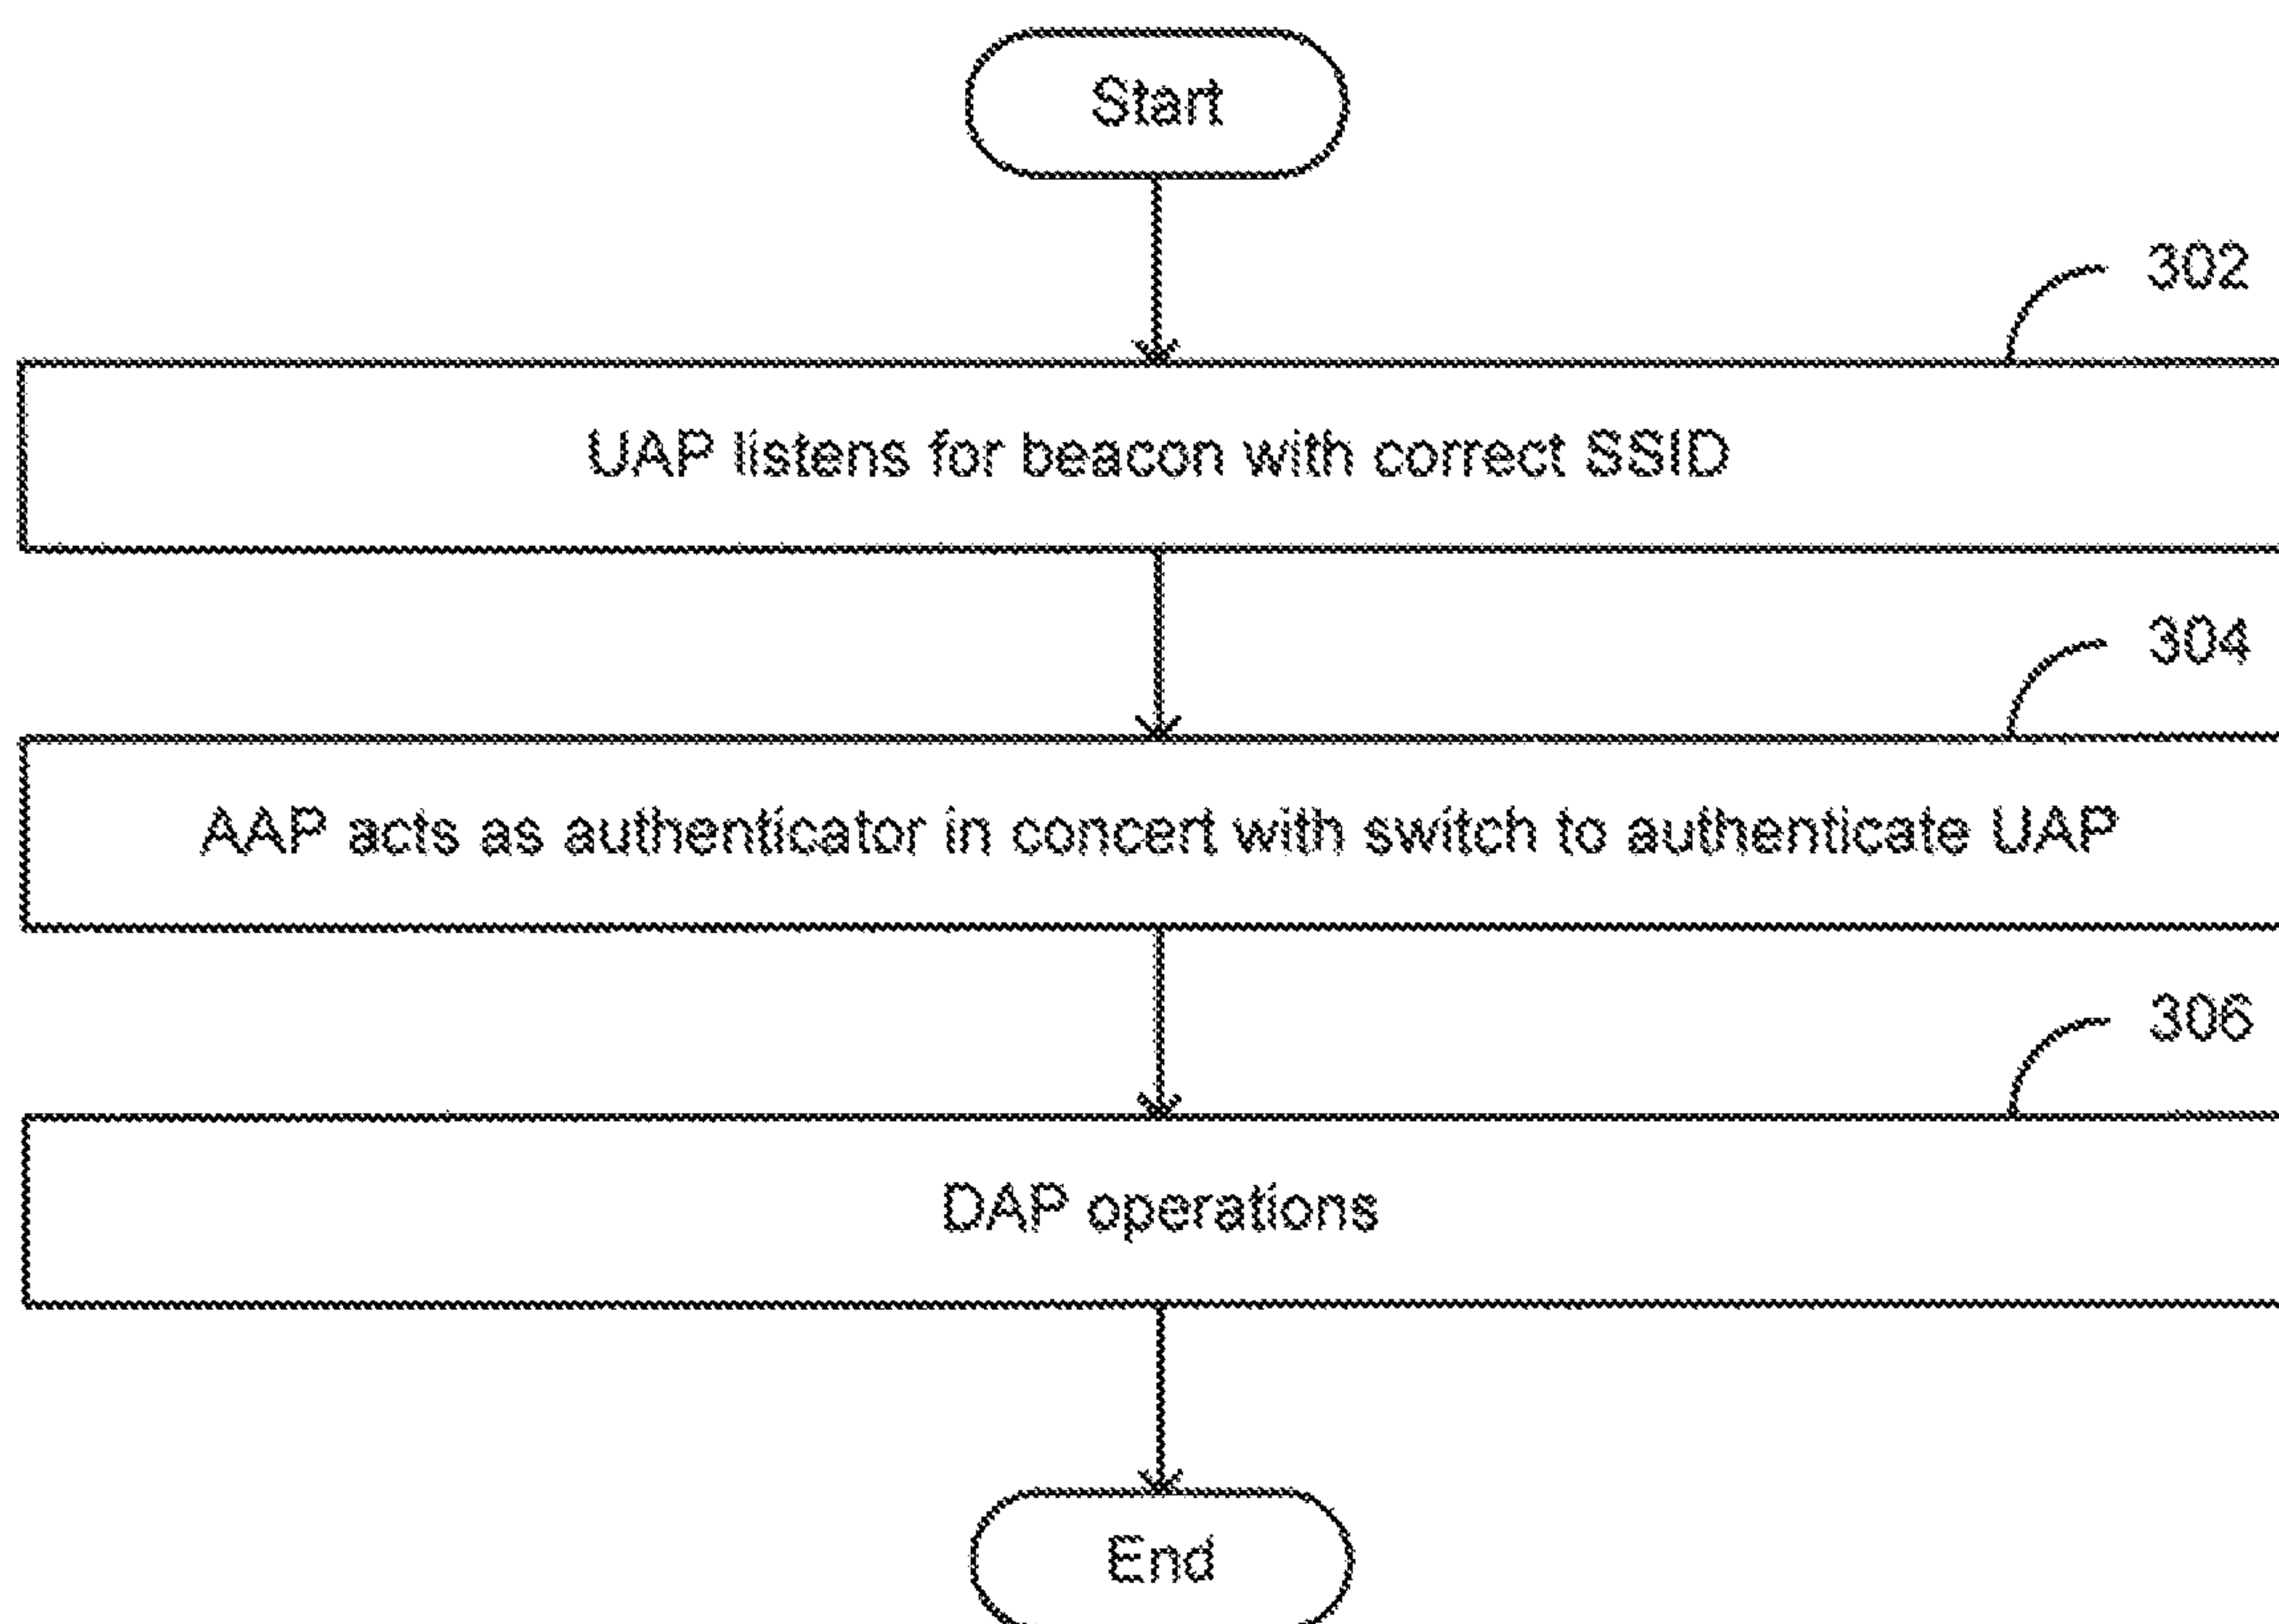 Start
302
UAP listens for beacon with correct SSID
304
AAP acts as authenticator in concert with switch to authenticate UAP
306
DAP operations
End